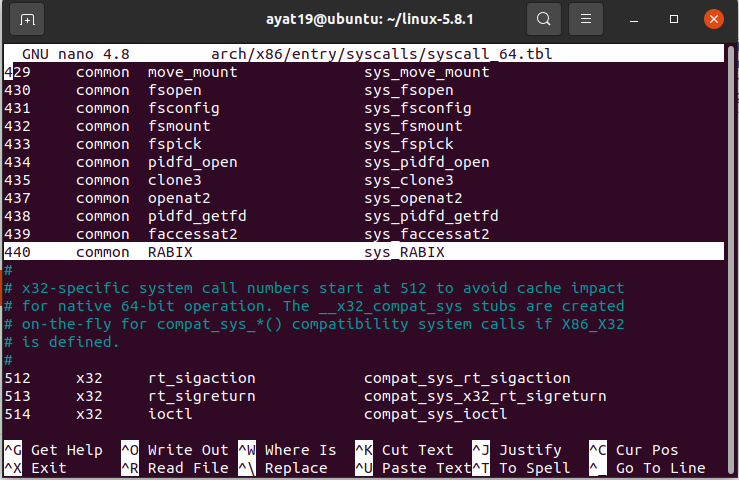 ayat19@ubuntu: ~/linux-5.8.1
GNU nano 4.8 arch/x86/entry/syscalls/syscall_64.tbl
429 common move_mount sys_move_mount
430 common fsopen sys_fsopen
431 common fsconfig sys_fsconfig
432 common fsmount sys_fsmount
433 common fspick sys_fspick
434 common pidfd_open sys_pidfd_open
435 common clone3 sys_clone3
437 common openat2 sys_openat2
438 common pidfd_getfd sys_pidfd_getfd
439 common faccessat2 sys_faccessat2
440 common RABIX sys_RABIX
#
# x32-specific system call numbers start at 512 to avoid cache impact
# for native 64-bit operation. The __x32_compat_sys stubs are created
# on-the-fly for compat_sys_*() compatibility system calls if X86_X32
# is defined.
#
512 x32 rt_sigaction compat_sys_rt_sigaction
513 x32 rt_sigreturn compat_sys_x32_rt_sigreturn
514 x32 ioctl compat_sys_ioctl
^G Get Help ^O Write Out ^W Where Is ^K Cut Text ^J Justify ^C Cur Pos
^X Exit ^R Read File ^\ Replace ^U Paste Text ^T To Spell ^_ Go To Line